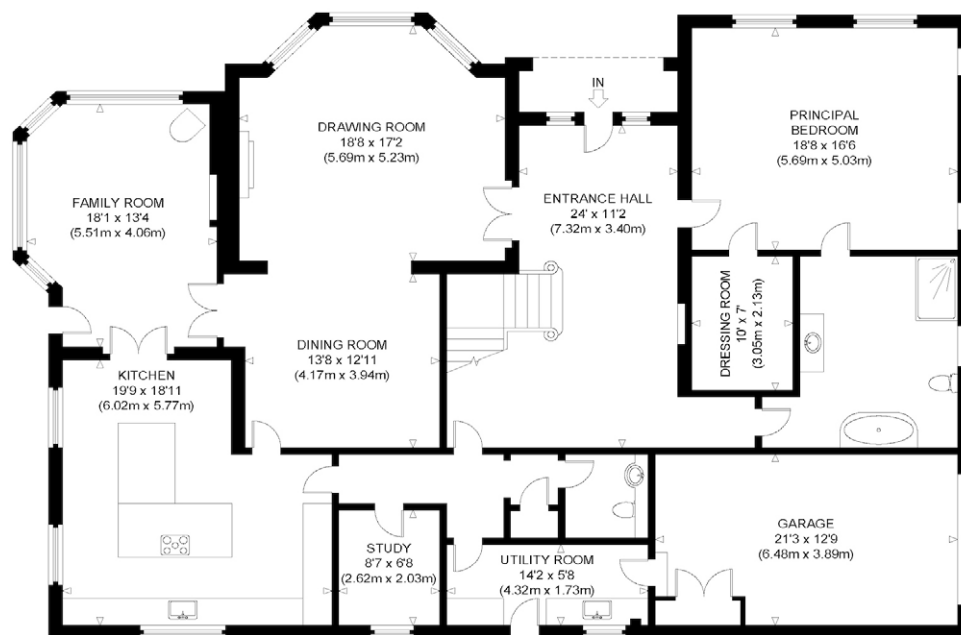 IN
DRAWING ROOM
18'8 x 17'2
(5.69m x 5.23m)
PRINCIPAL
BEDROOM
18'8 x 16'6
(5.69m x 5.03m)
FAMILY ROOM
18'1 x 13'4
(5.51m x 4.06m)
ENTRANCE HALL
24' x 11'2
(7.32m x 3.40m)
DRESSING ROOM
10' x 7'
(3.05m x 2.13m)
DINING ROOM
13'8 x 12'11
(4.17m x 3.94m)
KITCHEN
19'9 x 18'11
(6.02m x 5.77m)
STUDY
8'7 x 6'8
(2.62m x 2.03m)
UTILITY ROOM
14'2 x 5'8
(4.32m x 1.73m)
GARAGE
21'3 x 12'9
(6.48m x 3.89m)